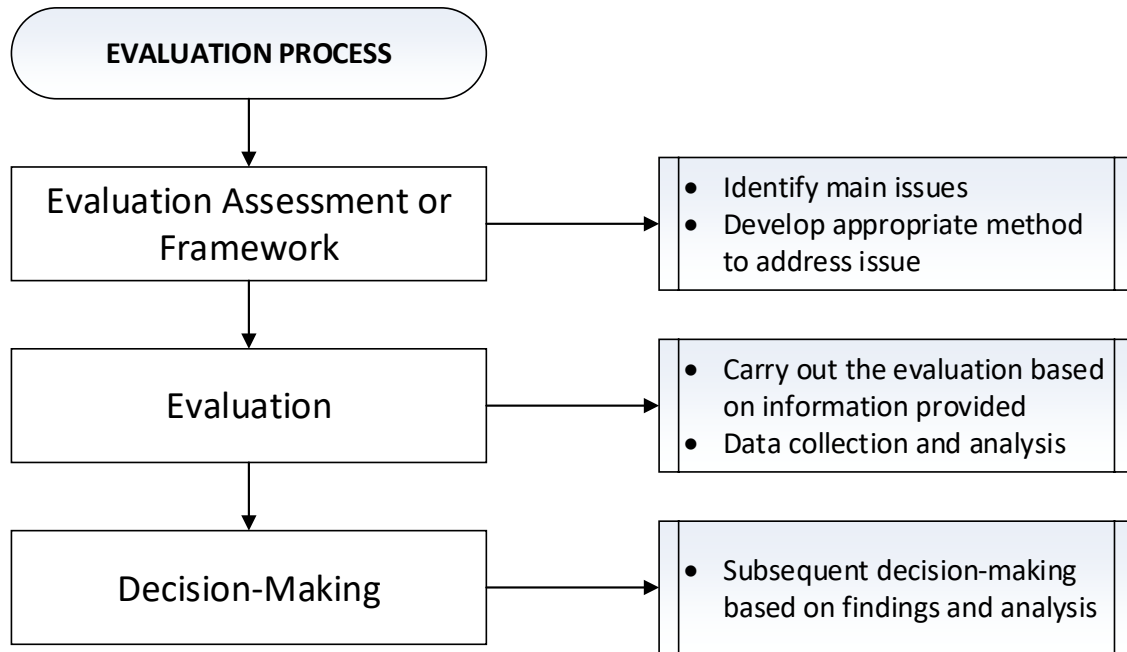 EVALUATION PROCESS
Evaluation Assessment or
Framework
• Identify main issues
• Develop appropriate method
to address issue
Evaluation
• Carry out the evaluation based
on information provided
• Data collection and analysis
Decision-Making
• Subsequent decision-making
based on findings and analysis